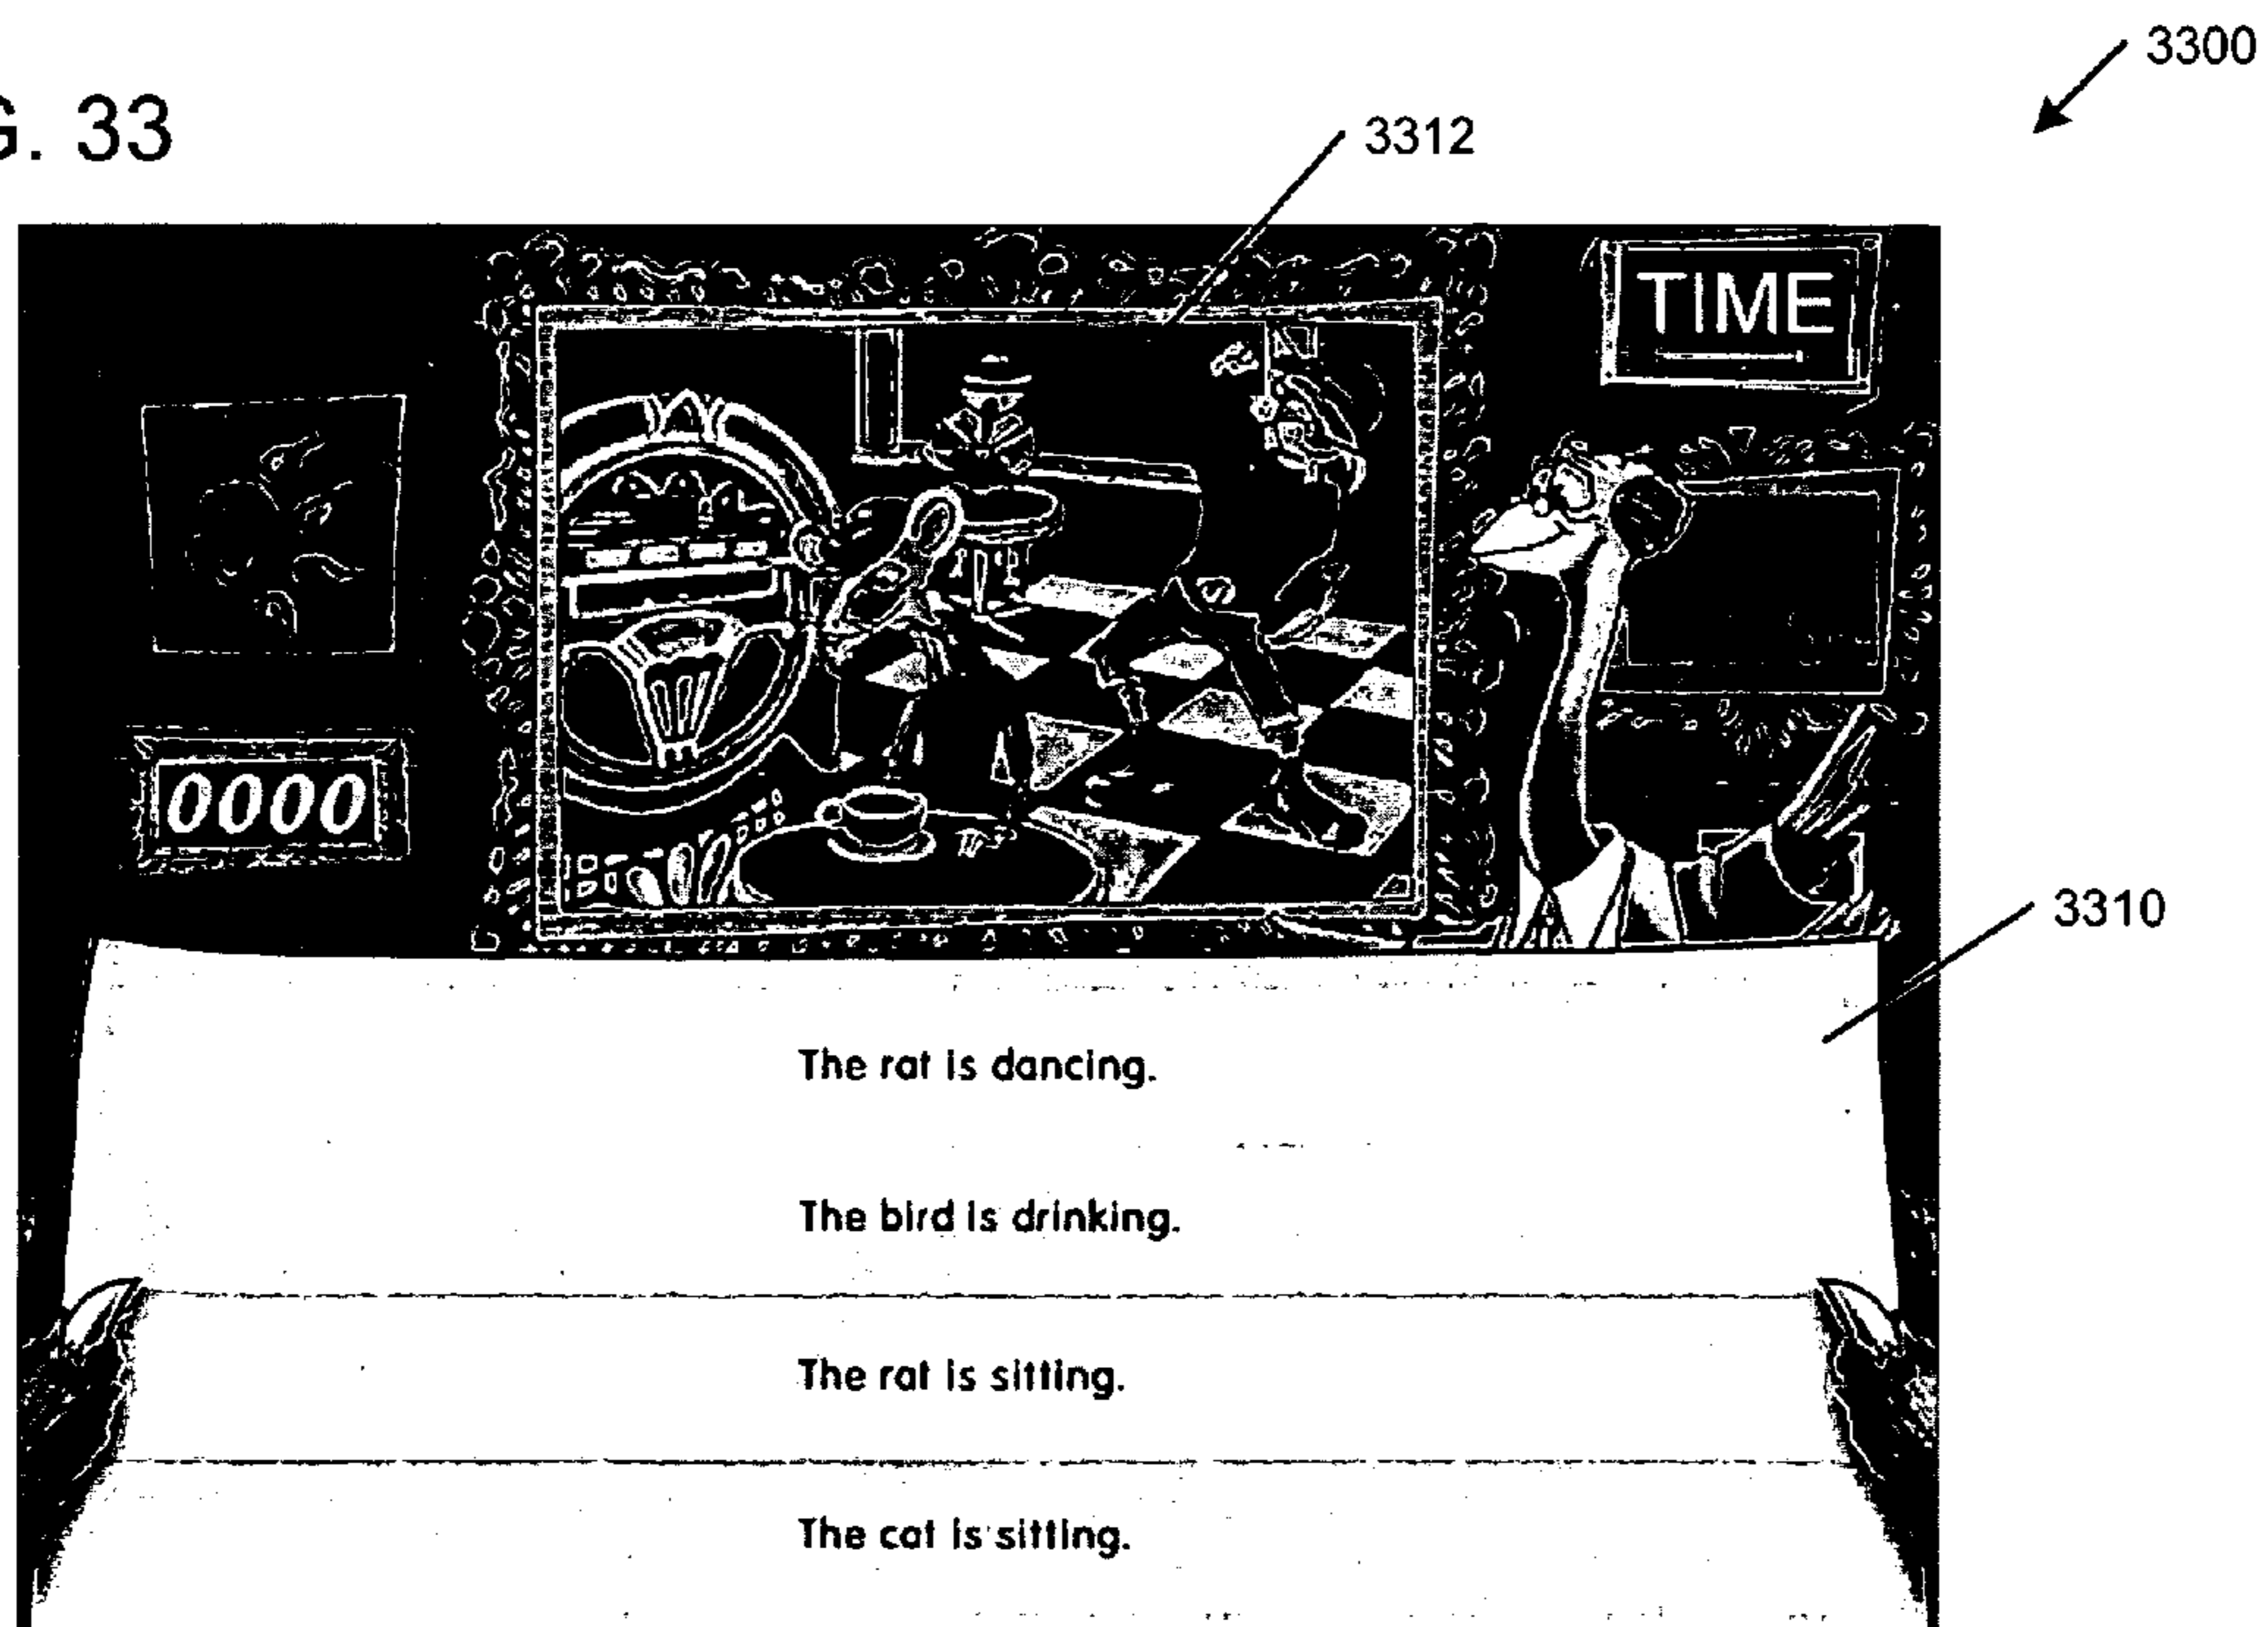 3300
G. 33
3312
TIME
0000
3310
The rat is dancing.
The bird is drinking.
The rat is sitting.
The cat is sitting.